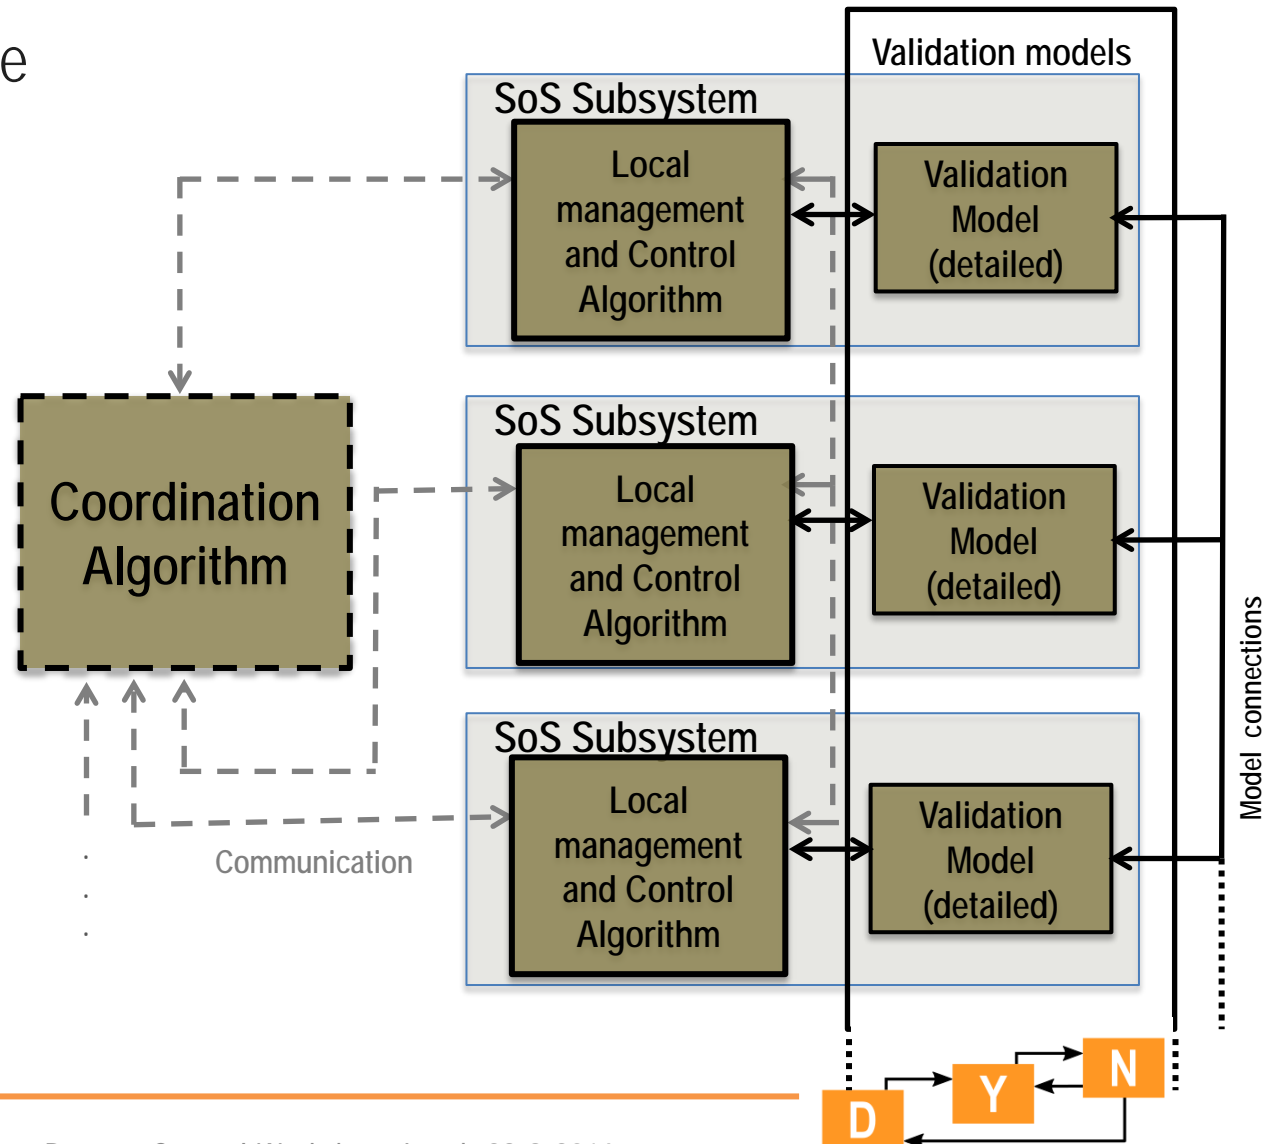 e
Validation models
SoS Subsystem
Local
management
and Control
Algorithm
Validation
Model
(detailed)
SoS Subsystem
Local
management
and Control
Algorithm
Validation
Model
(detailed)
Coordination
Algorithm
SoS Subsystem
Local
management
and Control
Algorithm
Validation
Model
(detailed)
Communication
.
.
.
Model connections
D
Y
N